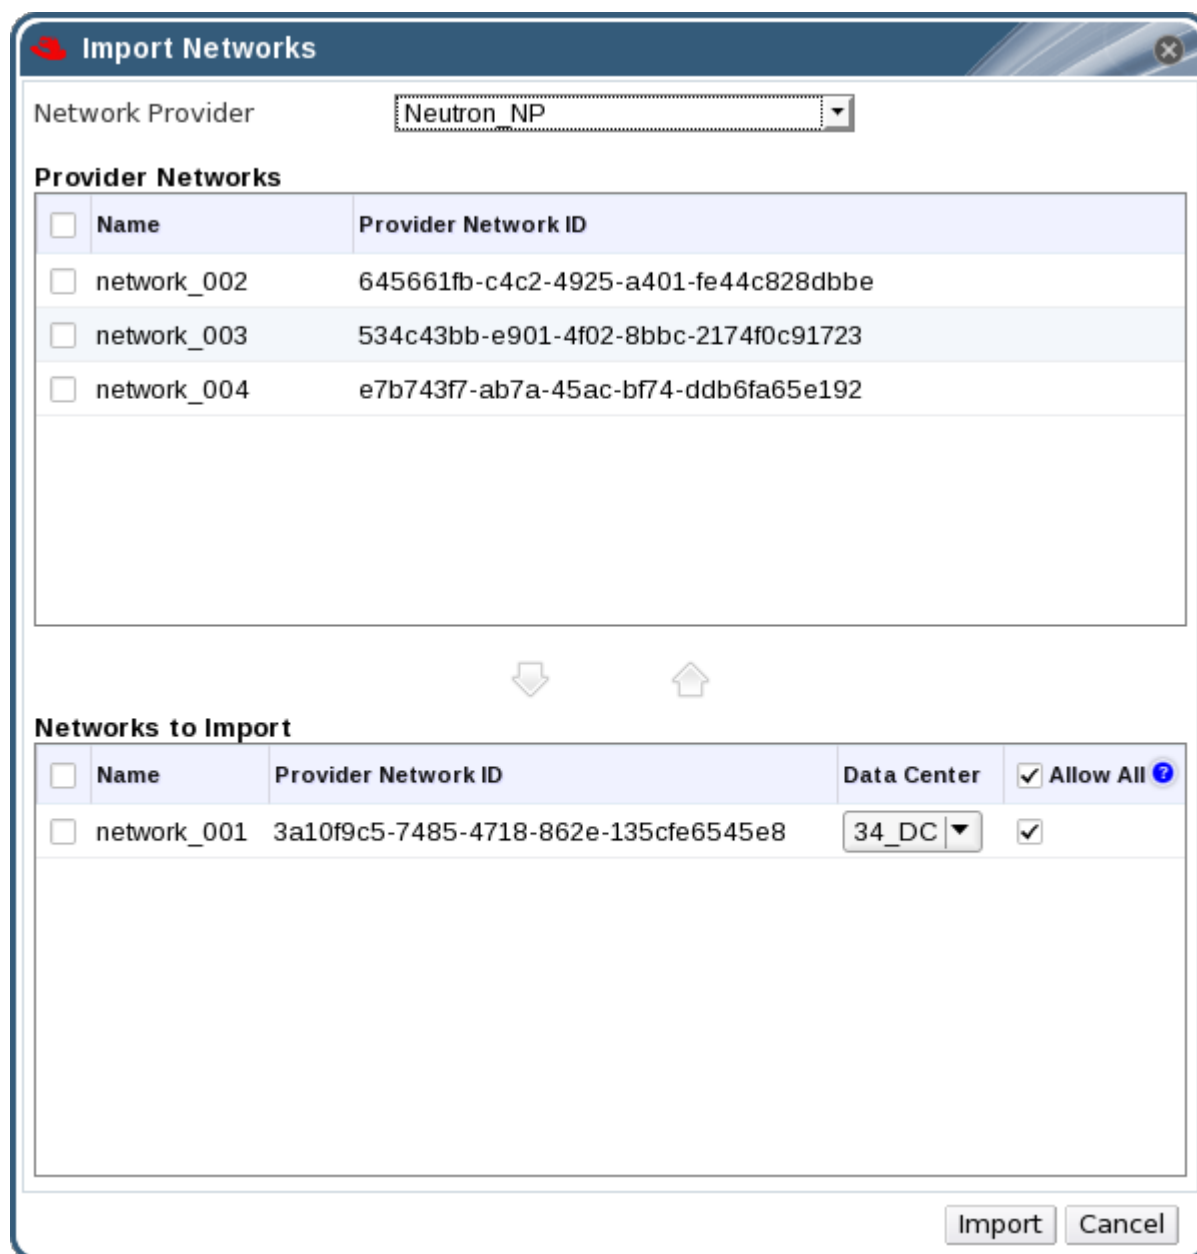 Import Networks
Network Provider Neutron_NP
Provider Networks
Name Provider Network ID
network_002 645661fb-c4c2-4925-a401-fe44c828dbbe
network_003 534c43bb-e901-4f02-8bbc-2174f0c91723
network_004 e7b743f7-ab7a-45ac-bf74-ddb6fa65e192
Networks to Import
Name Provider Network ID Data Center Allow All ?
network_001 3a10f9c5-7485-4718-862e-135cfe6545e8 34_DC
Import Cancel